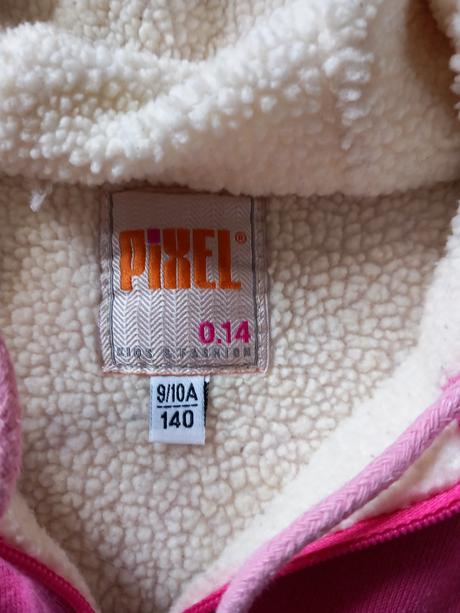 PiXEL®
0.14
KIDS & FASHION
9/10A
140